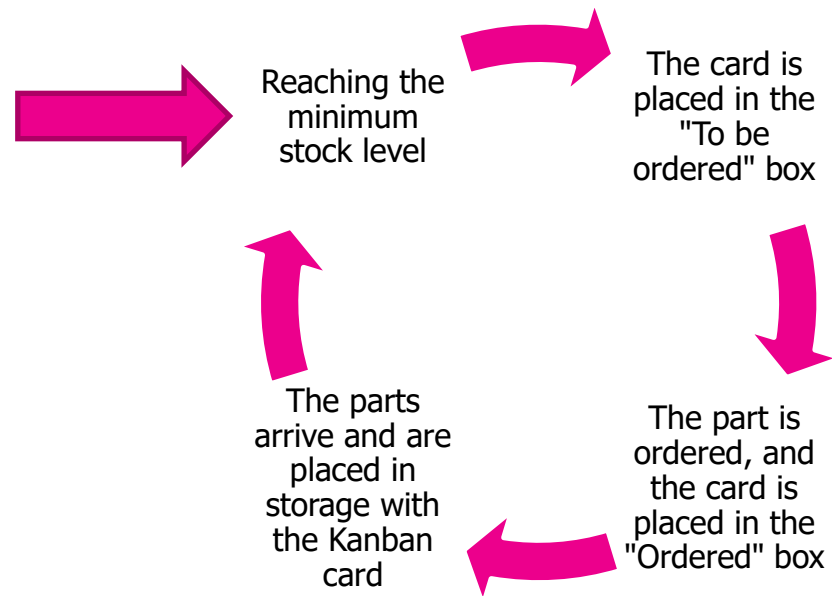 Reaching the
minimum
stock level
The card is
placed in the
"To be
ordered" box
The part is
ordered, and
the card is
placed in the
"Ordered" box
The parts
arrive and are
placed in
storage with
the Kanban
card